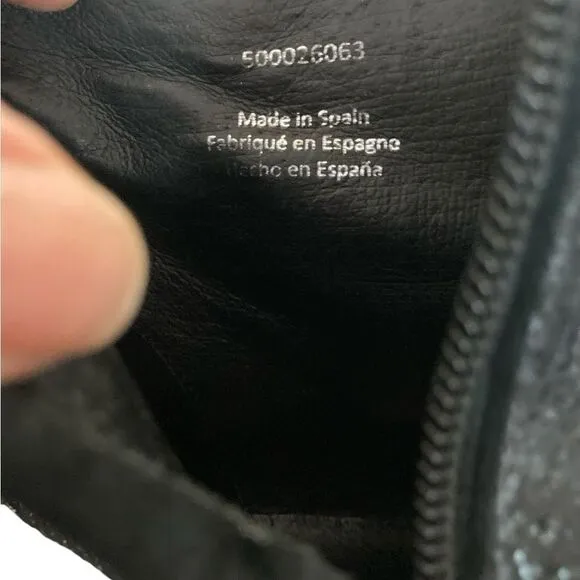 500026063
Made in Spain
Fabriqué en Espagne
Hecho en España